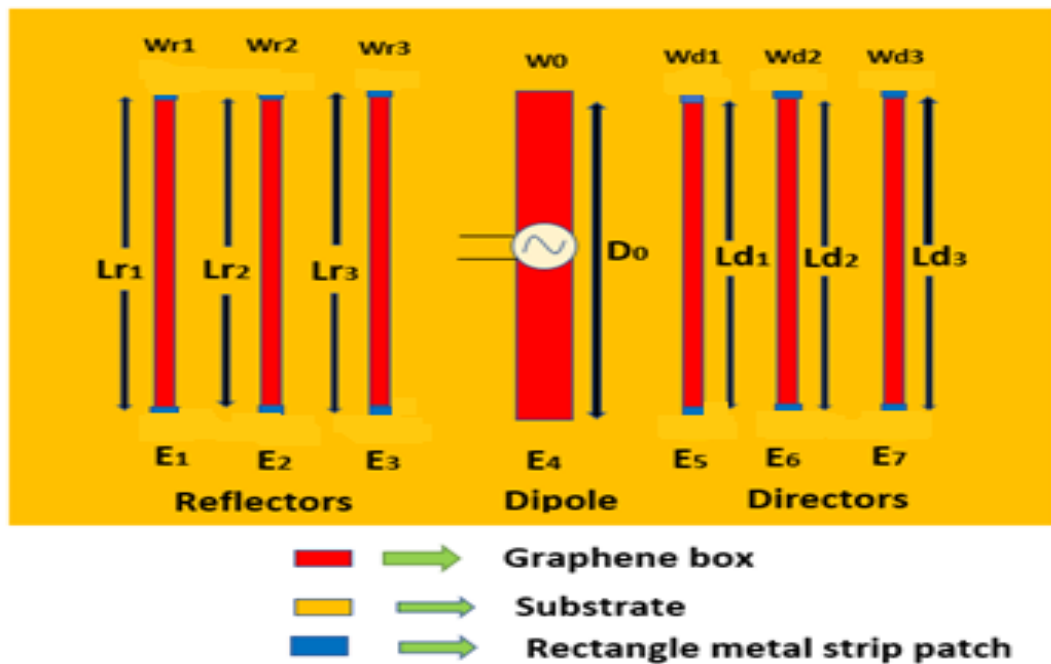 Wr1 Wr2 Wr3 W0 Wd1 Wd2 Wd3
Lr1 Lr2 Lr3 D0 Ld1 Ld2 Ld3
E1 E2 E3 E4 E5 E6 E7
Reflectors Dipole Directors
Graphene box
Substrate
Rectangle metal strip patch